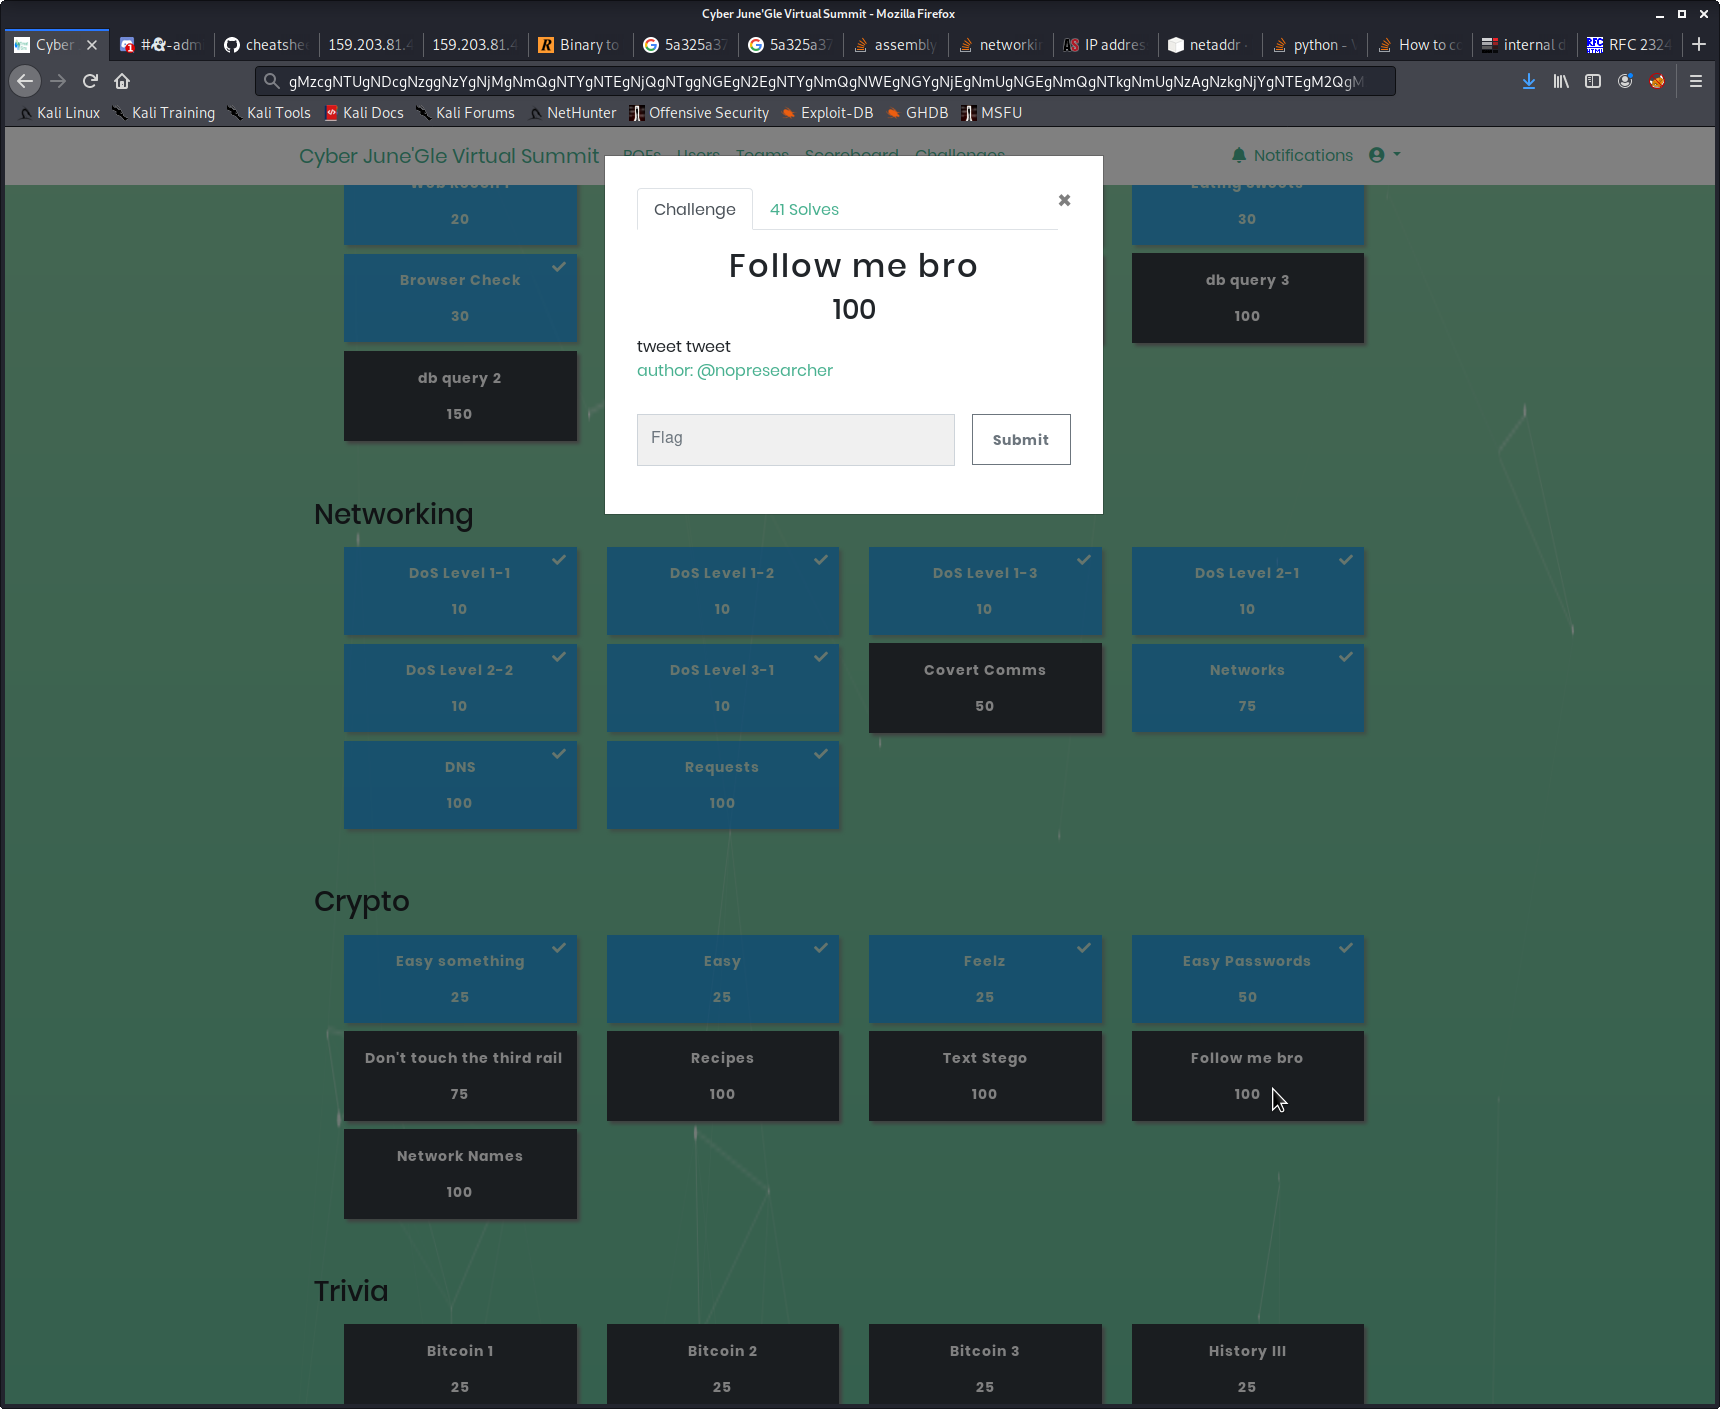 Cyber June'Gle Virtual Summit - Mozilla Firefox
Cyber
#
-adm
cheatshe
159.203.81.4
159.203.81.4
Binary to
5a325a37
5a325a37
assembly
networki
IP addres
netaddr
python -
How to co
internal d
RFC 2324
gMzcgNTUgNDcgNzggNzYgNjMgNmQgNTYgNTEgNjQgNTggNGEgN2EgNTYgNmQgNWEgNGYgNjEgNmUgNGEgNmQgNTkgNmUgNzAgNzkgNjYgNTEgM2QgM
Kali Linux
Kali Training
Kali Tools
Kali Docs
Kali Forums
NetHunter
Offensive Security
Exploit-DB
GHDB
MSFU
Cyber June'Gle Virtual Summit
Users
Teams
Scoreboard
Challenges
Notifications
Challenge
41 Solves
×
Follow me bro
100
tweet tweet
author: @nopresearcher
Flag
Submit
Eating sweets
20
30
Browser Check
30
db query 3
100
db query 2
150
Networking
DoS Level 1-1
10
DoS Level 1-2
10
DoS Level 1-3
10
DoS Level 2-1
10
DoS Level 2-2
10
DoS Level 3-1
10
Covert Comms
50
Networks
75
DNS
100
Requests
100
Crypto
Easy something
25
Easy
25
Feelz
25
Easy Passwords
50
Don't touch the third rail
75
Recipes
100
Text Stego
100
Follow me bro
100
Network Names
100
Trivia
Bitcoin 1
25
Bitcoin 2
25
Bitcoin 3
25
History III
25